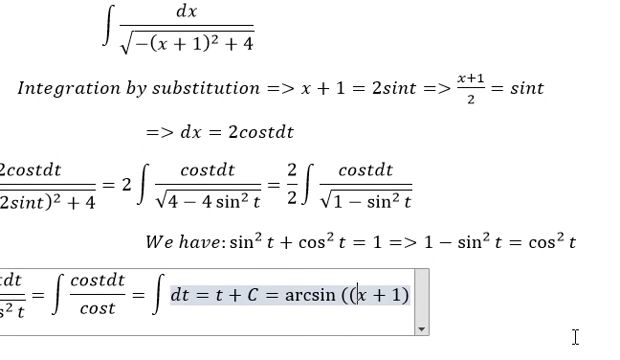 ∫ dx / √(−(x + 1)² + 4)
Integration by substitution => x + 1 = 2sint => (x+1)/2 = sint
=> dx = 2costdt
2costdt / 2sint)² + 4 = 2 ∫ costdt / √(4 − 4 sin² t) = 2/2 ∫ costdt / √(1 − sin² t)
We have: sin² t + cos² t = 1 => 1 − sin² t = cos² t
tdt / s² t = ∫ costdt / cost = ∫ dt = t + C = arcsin ((x + 1)